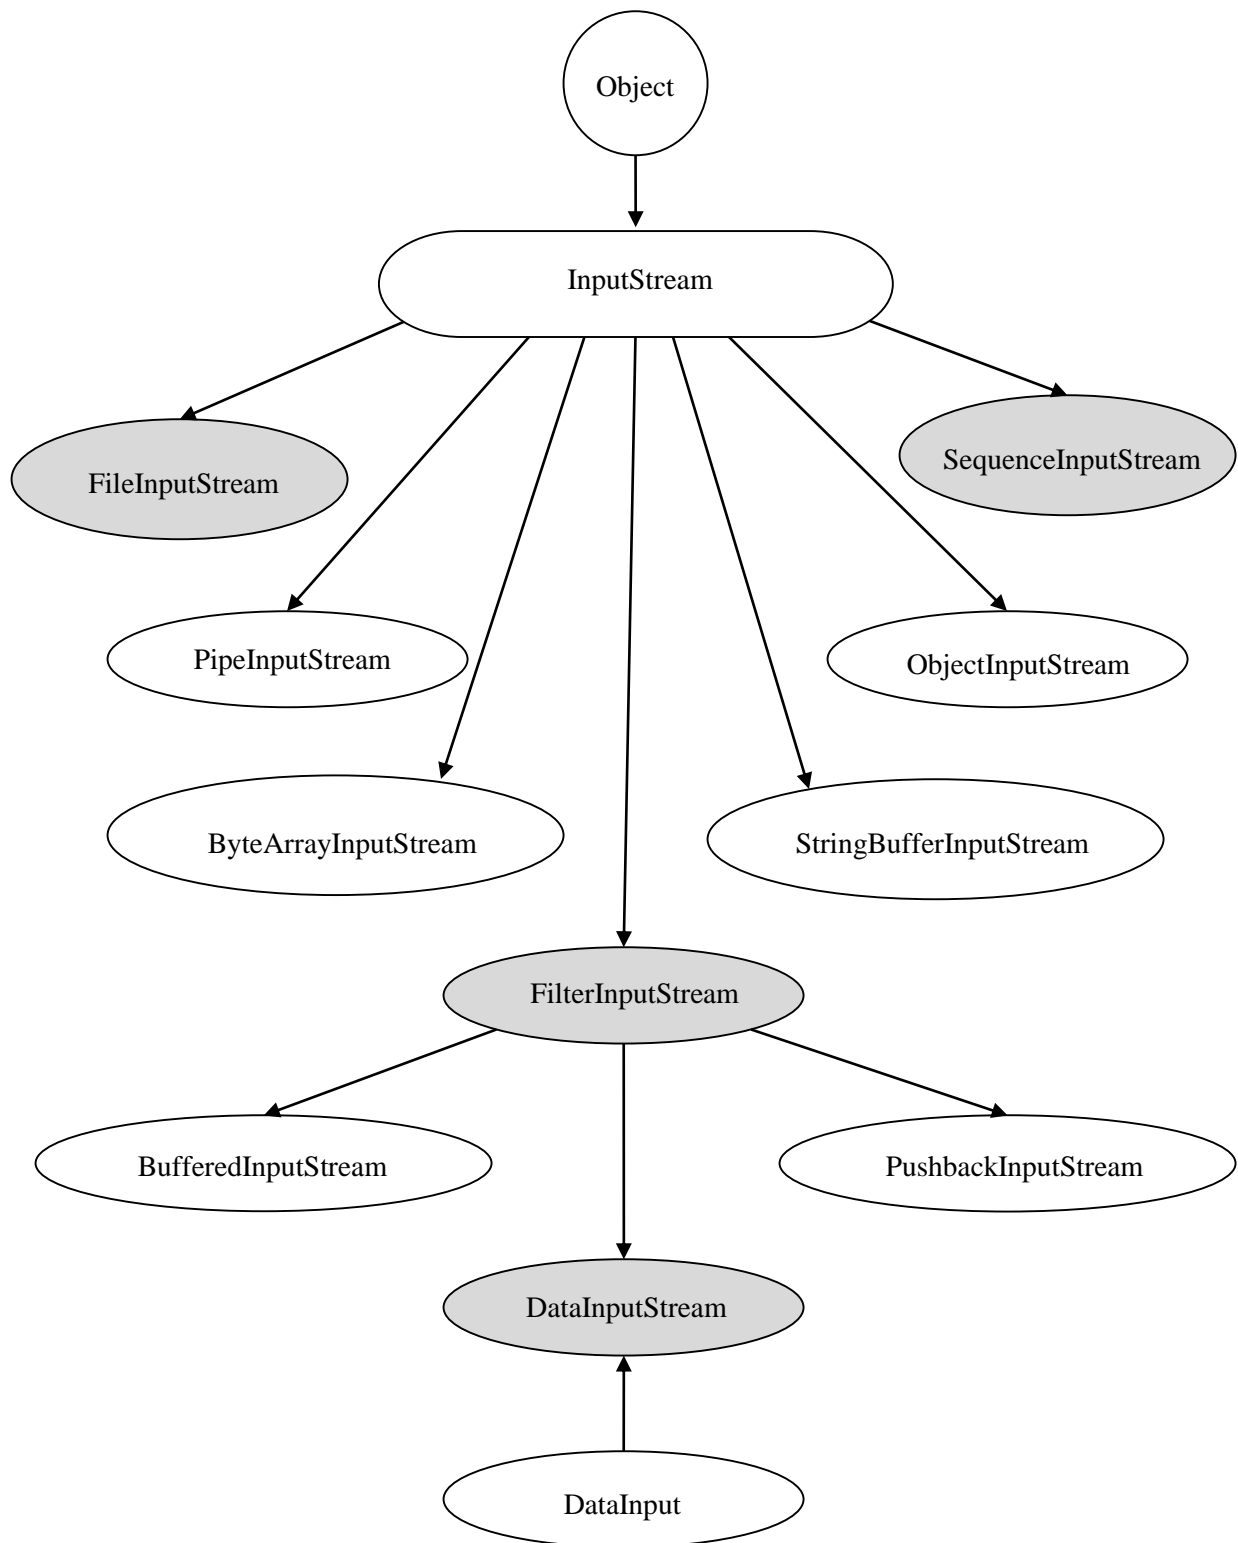 Object
InputStream
SequenceInputStream
FileInputStream
PipeInputStream
ObjectInputStream
ByteArrayInputStream
StringBufferInputStream
FilterInputStream
BufferedInputStream
PushbackInputStream
DataInputStream
DataInput